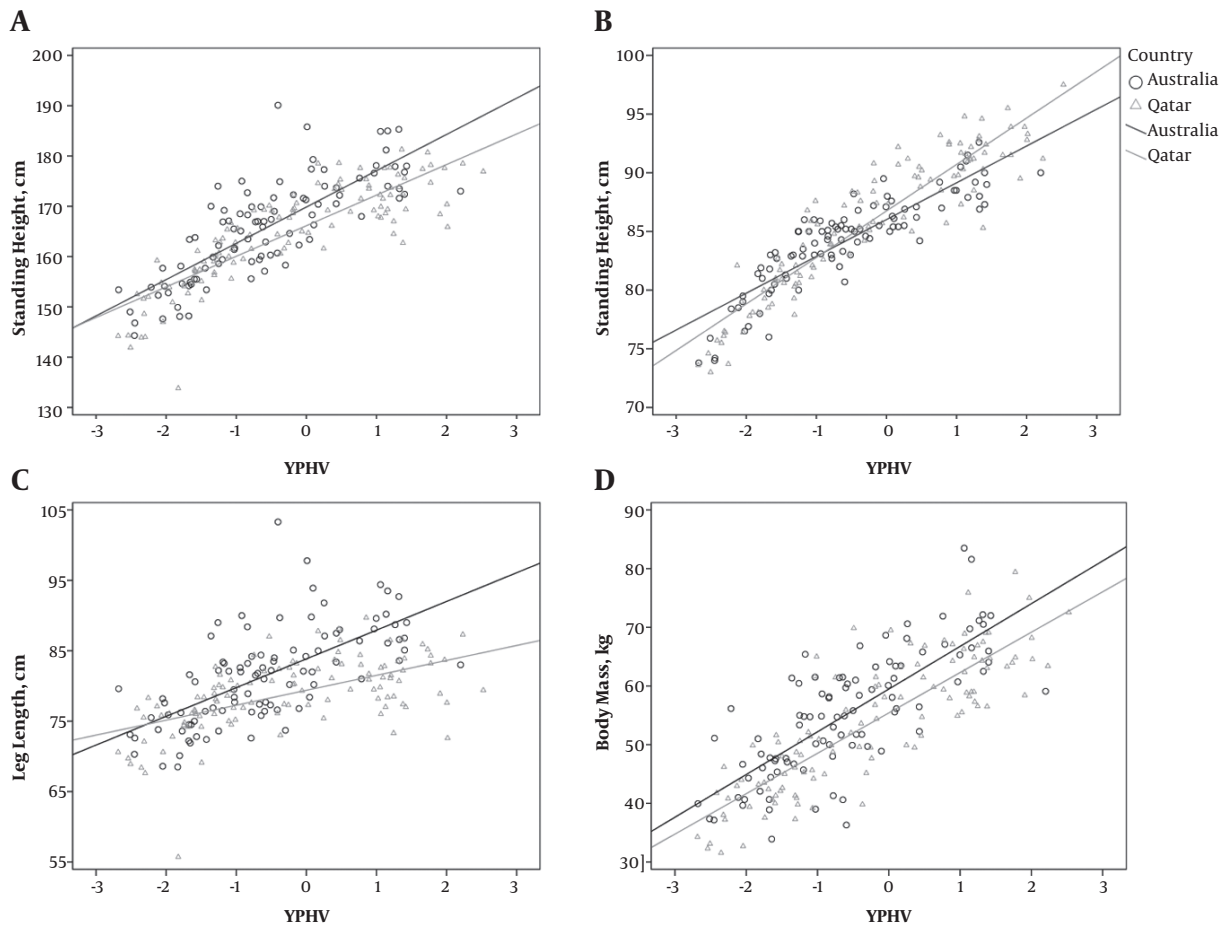 A
Standing Height, cm
200
190
180
170
160
150
140
130
-3 -2 -1 0 1 2 3
YPHV
B
Standing Height, cm
100
95
90
85
80
75
70
-3 -2 -1 0 1 2 3
YPHV
Country
Australia
Qatar
Australia
Qatar
C
Leg Length, cm
105
95
85
75
65
55
-3 -2 -1 0 1 2 3
YPHV
D
Body Mass, kg
90
80
70
60
50
40
30]
-3 -2 -1 0 1 2 3
YPHV